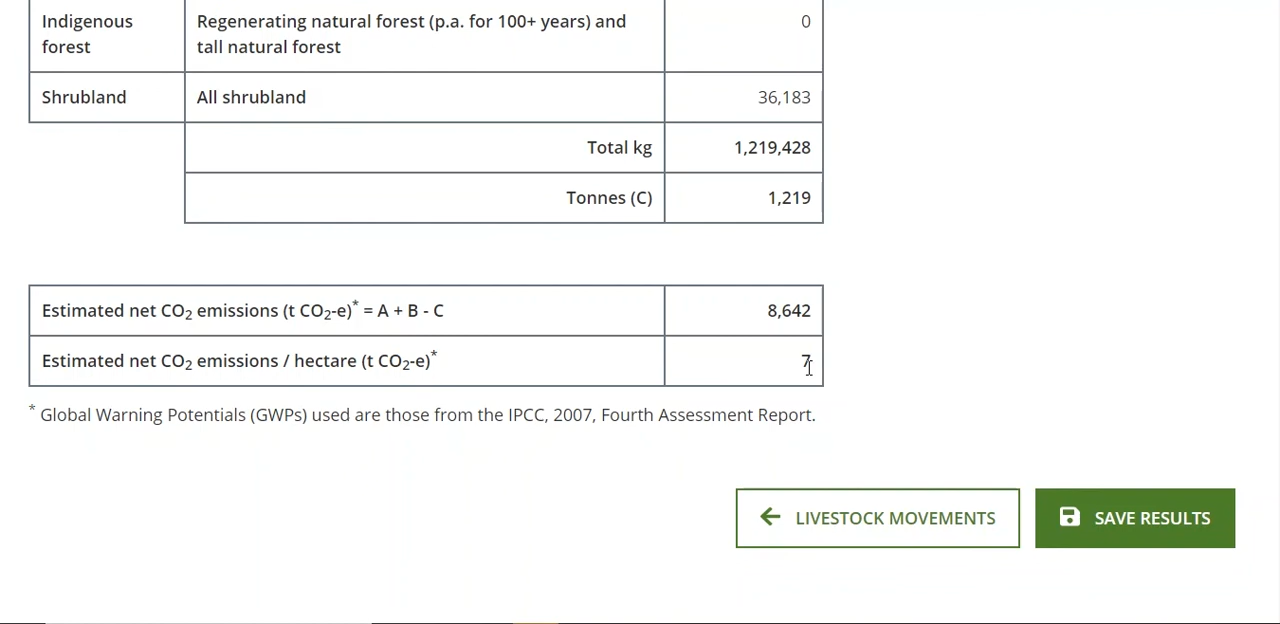 Indigenous forest
Regenerating natural forest (p.a. for 100+ years) and
tall natural forest
0
Shrubland
All shrubland
36,183
Total kg
1,219,428
Tonnes (C)
1,219
Estimated net CO2 emissions (t CO2-e)* = A + B - C
8,642
Estimated net CO2 emissions / hectare (t CO2-e)*
7
* Global Warning Potentials (GWPs) used are those from the IPCC, 2007, Fourth Assessment Report.
LIVESTOCK MOVEMENTS
SAVE RESULTS